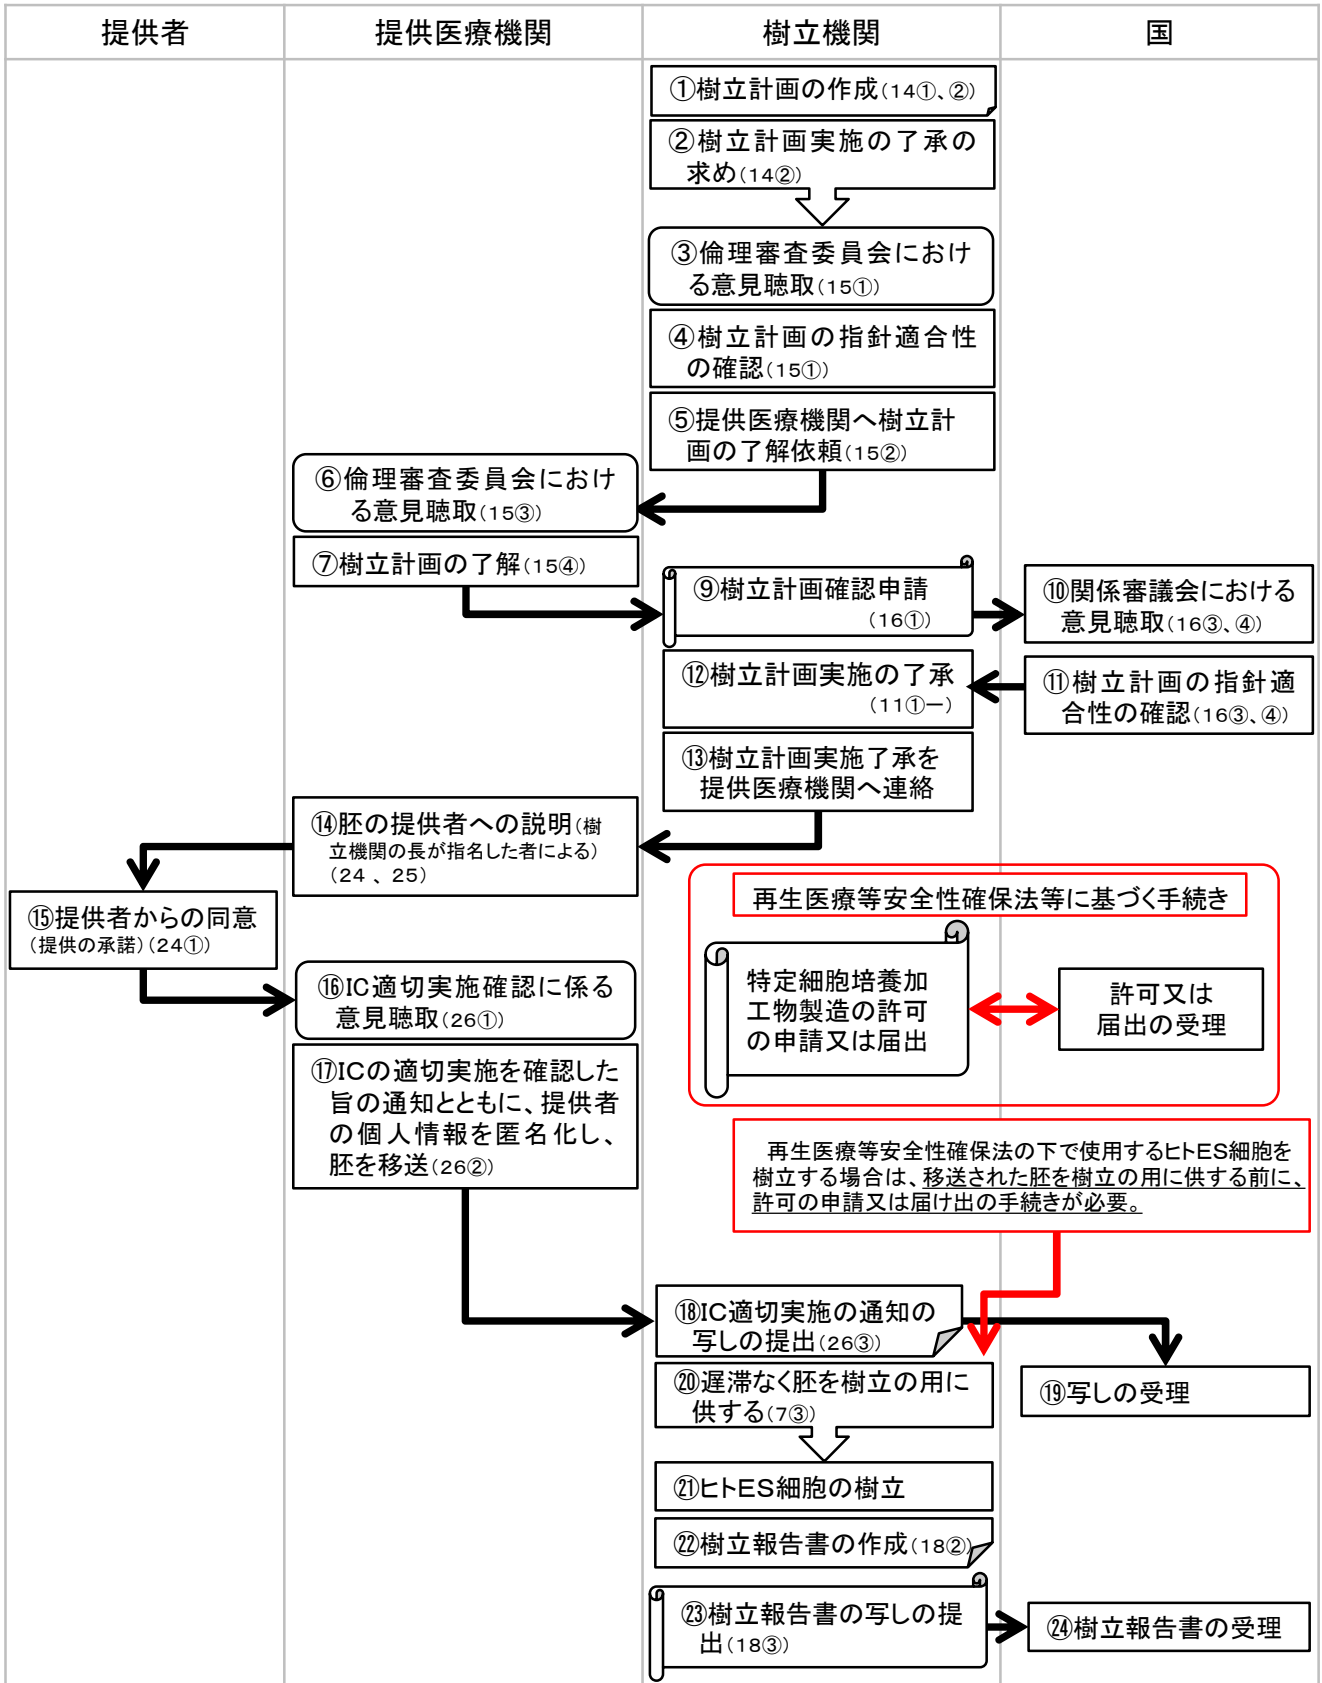 提供者
提供医療機関
樹立機関
国
①樹立計画の作成(14①、②)
②樹立計画実施の了承の
求め(14②)
③倫理審査委員会におけ
る意見聴取(15①)
④樹立計画の指針適合性
の確認(15①)
⑤提供医療機関へ樹立計
画の了解依頼(15②)
⑥倫理審査委員会におけ
る意見聴取(15③)
⑦樹立計画の了解(15④)
⑨樹立計画確認申請
(16①)
⑩関係審議会における
意見聴取(16③、④)
⑪樹立計画の指針適
合性の確認(16③、④)
⑫樹立計画実施の了承
(11①一)
⑬樹立計画実施了承を
提供医療機関へ連絡
⑭胚の提供者への説明(樹
立機関の長が指名した者による)
(24 、25)
⑮提供者からの同意
(提供の承諾)(24①)
⑯IC適切実施確認に係る
意見聴取(26①)
⑰ICの適切実施を確認した
旨の通知とともに、提供者
の個人情報を匿名化し、
胚を移送(26②)
再生医療等安全性確保法等に基づく手続き
特定細胞培養加
工物製造の許可
の申請又は届出
許可又は
届出の受理
再生医療等安全性確保法の下で使用するヒトES細胞を
樹立する場合は、移送された胚を樹立の用に供する前に、
許可の申請又は届け出の手続きが必要。
⑱IC適切実施の通知の
写しの提出(26③)
⑲写しの受理
⑳遅滞なく胚を樹立の用に
供する(7③)
㉑ヒトES細胞の樹立
㉒樹立報告書の作成(18②)
㉓樹立報告書の写しの提
出(18③)
㉔樹立報告書の受理